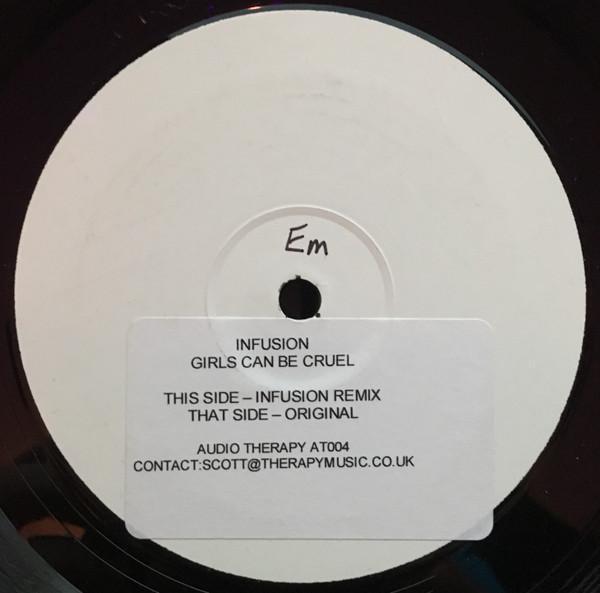 Em
INFUSION
GIRLS CAN BE CRUEL
THIS SIDE – INFUSION REMIX
THAT SIDE – ORIGINAL
AUDIO THERAPY AT004
CONTACT:SCOTT@THERAPYMUSIC.CO.UK